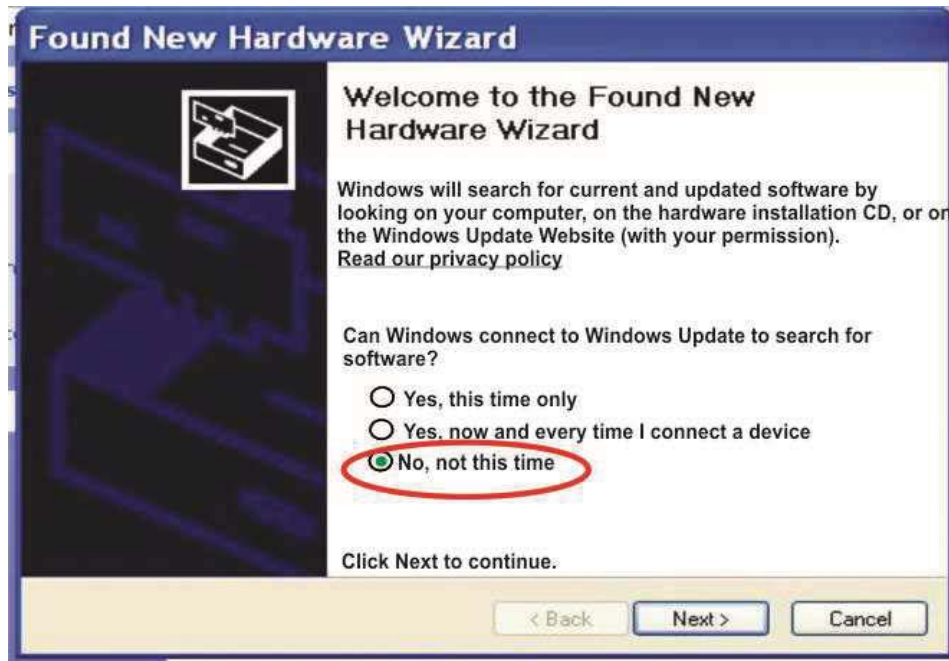 Found New Hardware Wizard
Welcome to the Found New
Hardware Wizard
Windows will search for current and updated software by
looking on your computer, on the hardware installation CD, or on
the Windows Update Website (with your permission).
Read our privacy policy
Can Windows connect to Windows Update to search for
software?
Yes, this time only
Yes, now and every time I connect a device
No, not this time
Click Next to continue.
< Back
Next >
Cancel